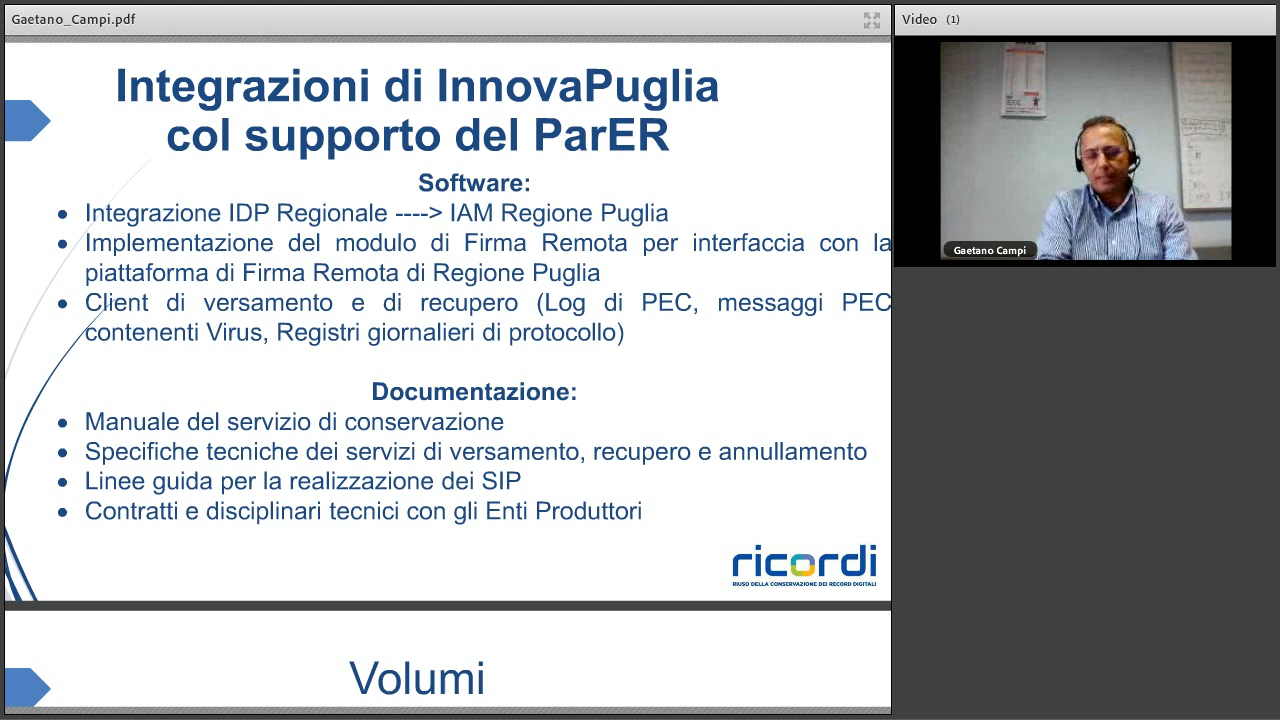 Gaetano_Campi.pdf
Integrazioni di InnovaPuglia
col supporto del ParER
Software:
• Integrazione IDP Regionale ----> IAM Regione Puglia
• Implementazione del modulo di Firma Remota per interfaccia con la
piattaforma di Firma Remota di Regione Puglia
• Client di versamento e di recupero (Log di PEC, messaggi PEC
contenenti Virus, Registri giornalieri di protocollo)
Documentazione:
• Manuale del servizio di conservazione
• Specifiche tecniche dei servizi di versamento, recupero e annullamento
• Linee guida per la realizzazione dei SIP
• Contratti e disciplinari tecnici con gli Enti Produttori
ricordi
RIUSO DELLA CONSERVAZIONE DEI RECORD DIGITALI
Volumi
Video (1)
Gaetano Campi